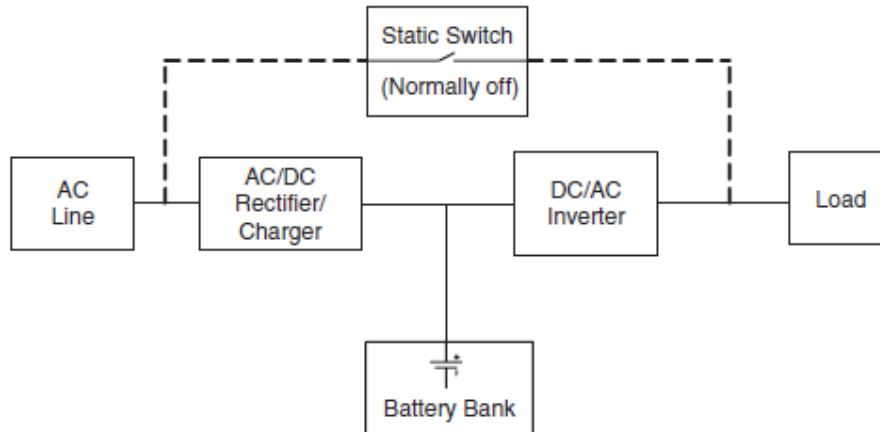 Static Switch
(Normally off)
AC
Line
AC/DC
Rectifier/
Charger
DC/AC
Inverter
Load
+
Battery Bank